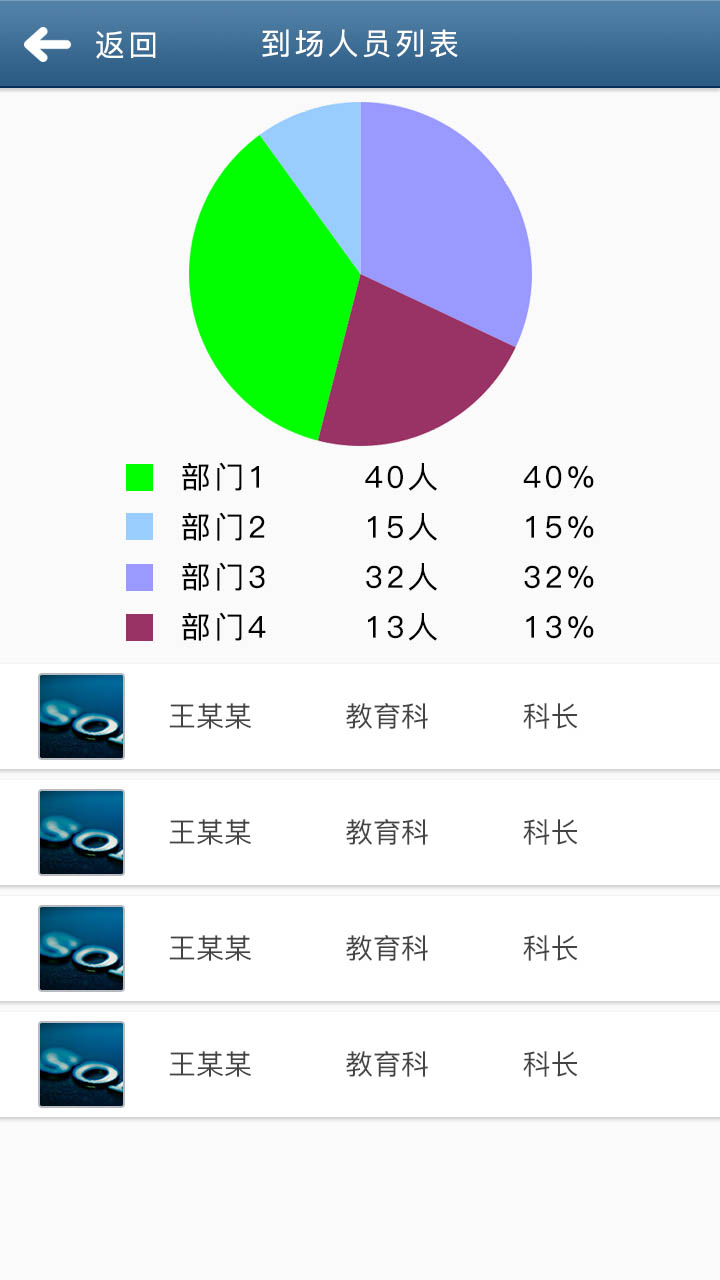 返回 到场人员列表
部门1 40人 40%
部门2 15人 15%
部门3 32人 32%
部门4 13人 13%
王某某 教育科 科长
王某某 教育科 科长
王某某 教育科 科长
王某某 教育科 科长